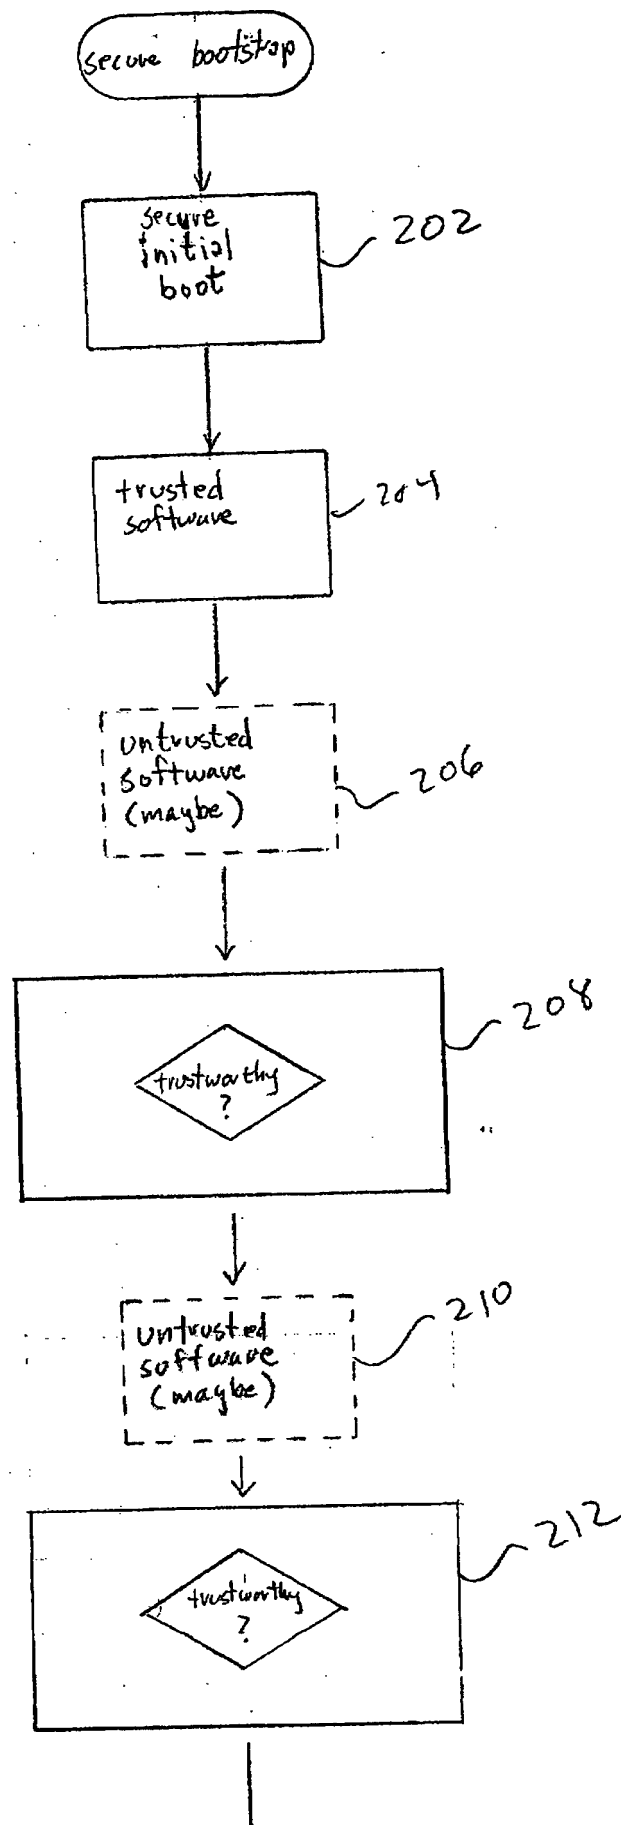 secure bootstrap
secure
initial
boot
202
trusted
software
204
untrusted
software
(maybe)
206
208
trustworthy
?
untrusted
software
(maybe)
210
212
trustworthy
?